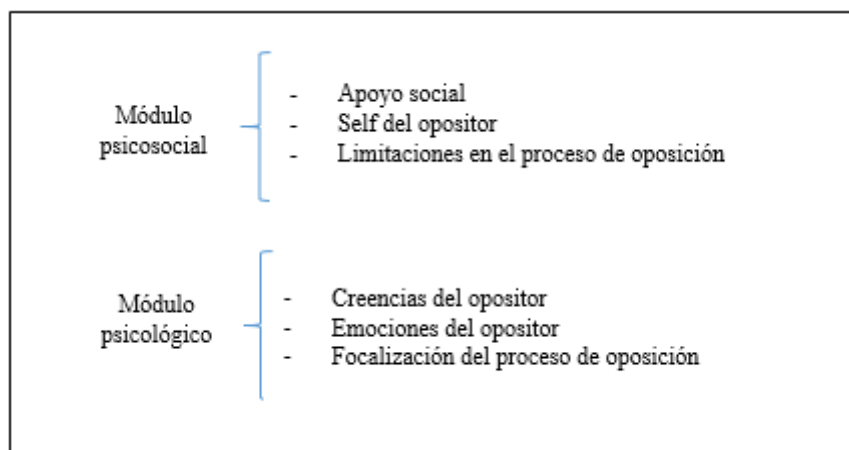 Módulo
psicosocial
- Apoyo social
- Self del opositor
- Limitaciones en el proceso de oposición
Módulo
psicológico
- Creencias del opositor
- Emociones del opositor
- Focalización del proceso de oposición